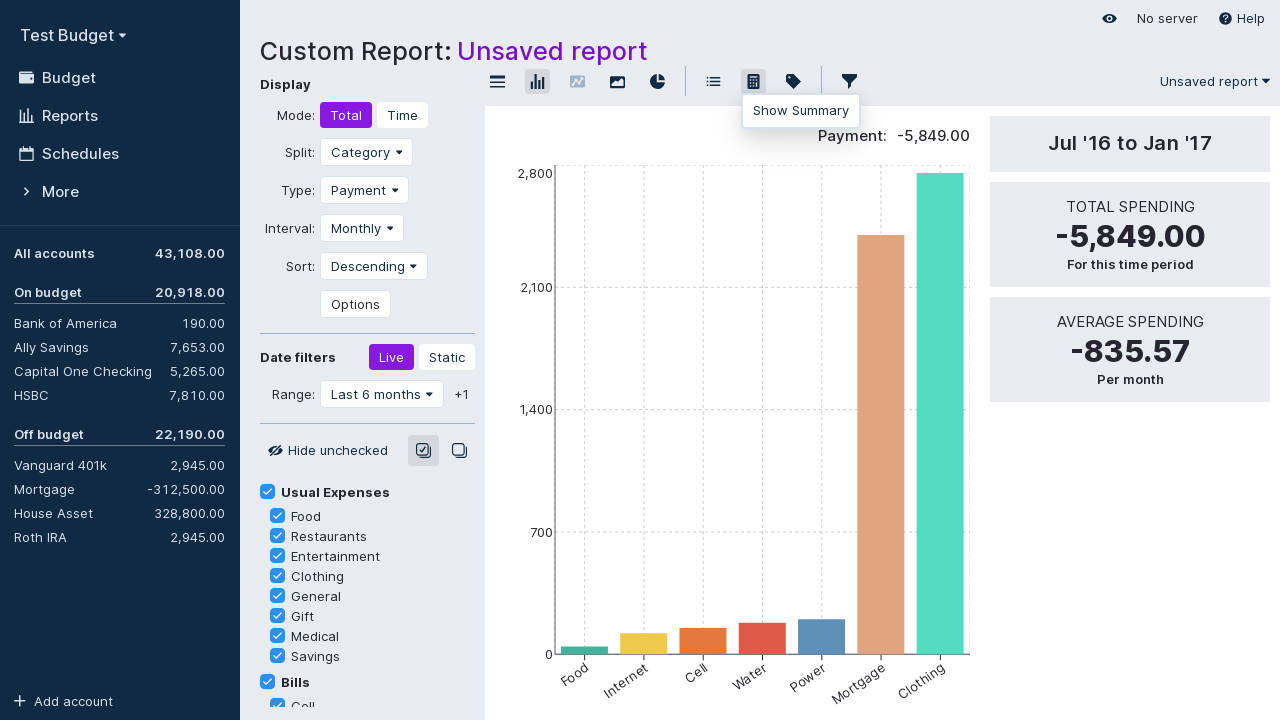 Test Budget
Budget
Reports
Schedules
More
All accounts 43,108.00
On budget 20,918.00
Bank of America 190.00
Ally Savings 7,653.00
Capital One Checking 5,265.00
HSBC 7,810.00
Off budget 22,190.00
Vanguard 401k 2,945.00
Mortgage -312,500.00
House Asset 328,800.00
Roth IRA 2,945.00
Add account
No server
Help
Custom Report: Unsaved report
Display
Mode: Total Time
Split: Category
Type: Payment
Interval: Monthly
Sort: Descending
Options
Date filters Live Static
Range: Last 6 months +1
Hide unchecked
Usual Expenses
Food
Restaurants
Entertainment
Clothing
General
Gift
Medical
Savings
Bills
Cell
Unsaved report
Show Summary
Payment: -5,849.00
2,800
2,100
1,400
700
0
Food
Internet
Cell
Water
Power
Mortgage
Clothing
Jul '16 to Jan '17
TOTAL SPENDING
-5,849.00
For this time period
AVERAGE SPENDING
-835.57
Per month